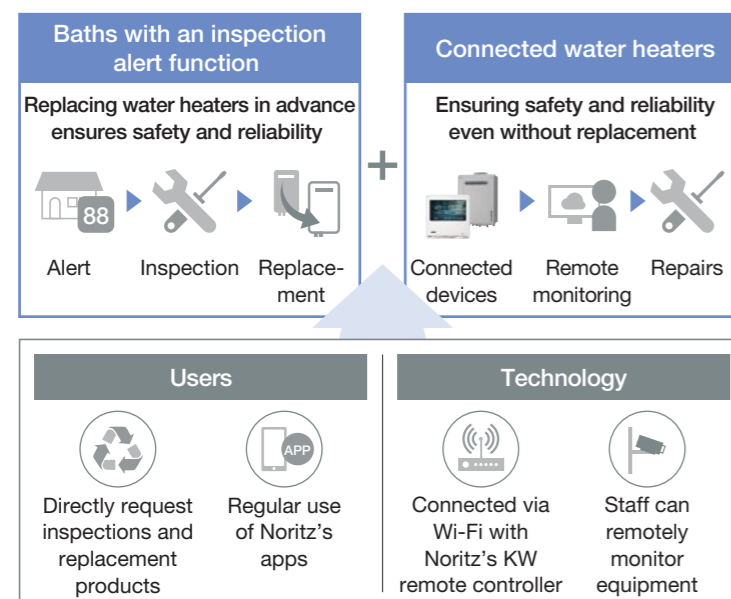 Baths with an inspection
alert function
Replacing water heaters in advance
ensures safety and reliability
88
Alert
Inspection
Replace-
ment
+
Connected water heaters
Ensuring safety and reliability
even without replacement
Connected
devices
Remote
monitoring
Repairs
Users
Directly request
inspections and
replacement
products
APP
Regular use
of Noritz's
apps
Technology
Connected via
Wi-Fi with
Noritz's KW
remote controller
Staff can
remotely
monitor
equipment